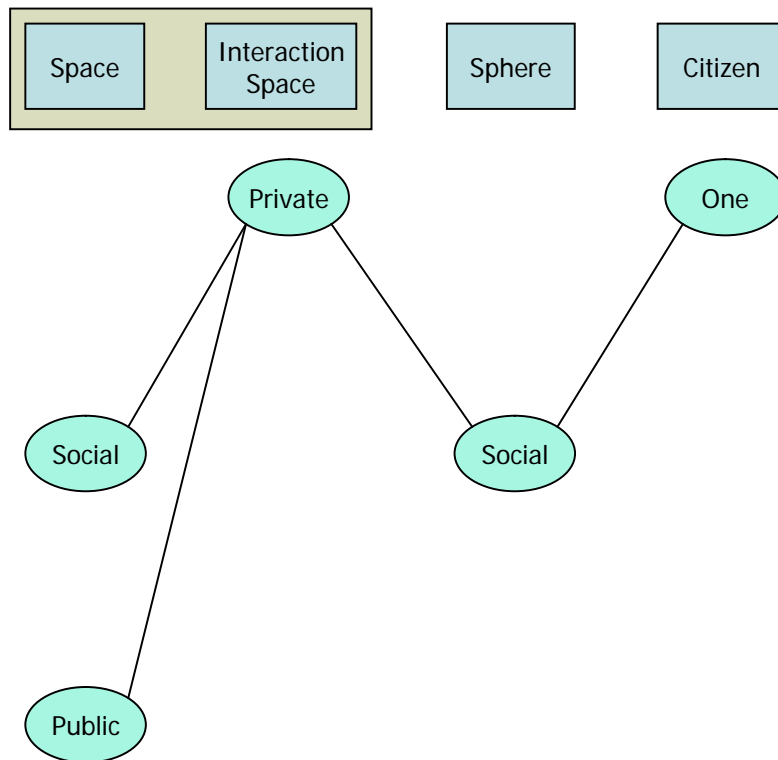 Space
Interaction
Space
Sphere
Citizen
Private
One
Social
Social
Public